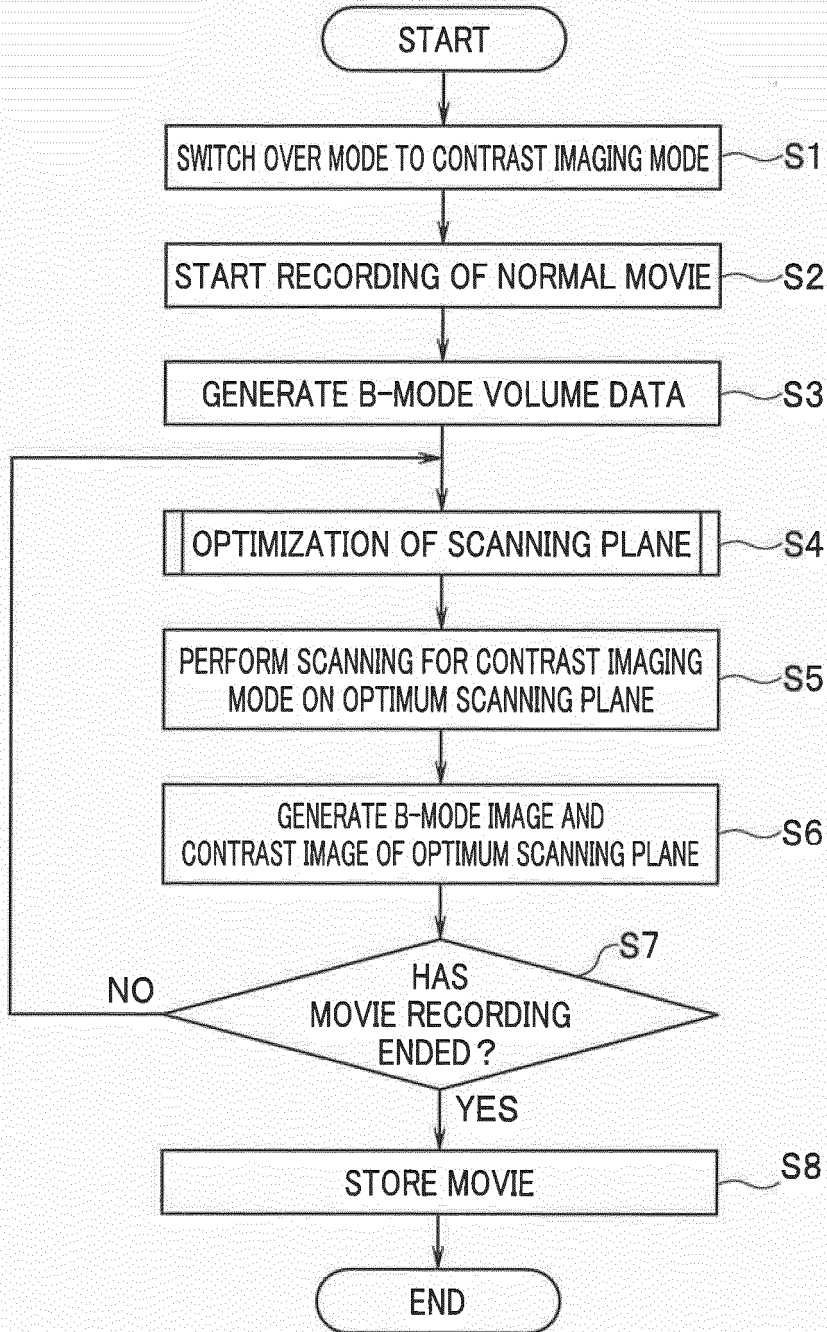 START
SWITCH OVER MODE TO CONTRAST IMAGING MODE
S1
START RECORDING OF NORMAL MOVIE
S2
GENERATE B-MODE VOLUME DATA
S3
OPTIMIZATION OF SCANNING PLANE
S4
PERFORM SCANNING FOR CONTRAST IMAGING
MODE ON OPTIMUM SCANNING PLANE
S5
GENERATE B-MODE IMAGE AND
CONTRAST IMAGE OF OPTIMUM SCANNING PLANE
S6
S7
HAS
MOVIE RECORDING
ENDED?
NO
YES
STORE MOVIE
S8
END